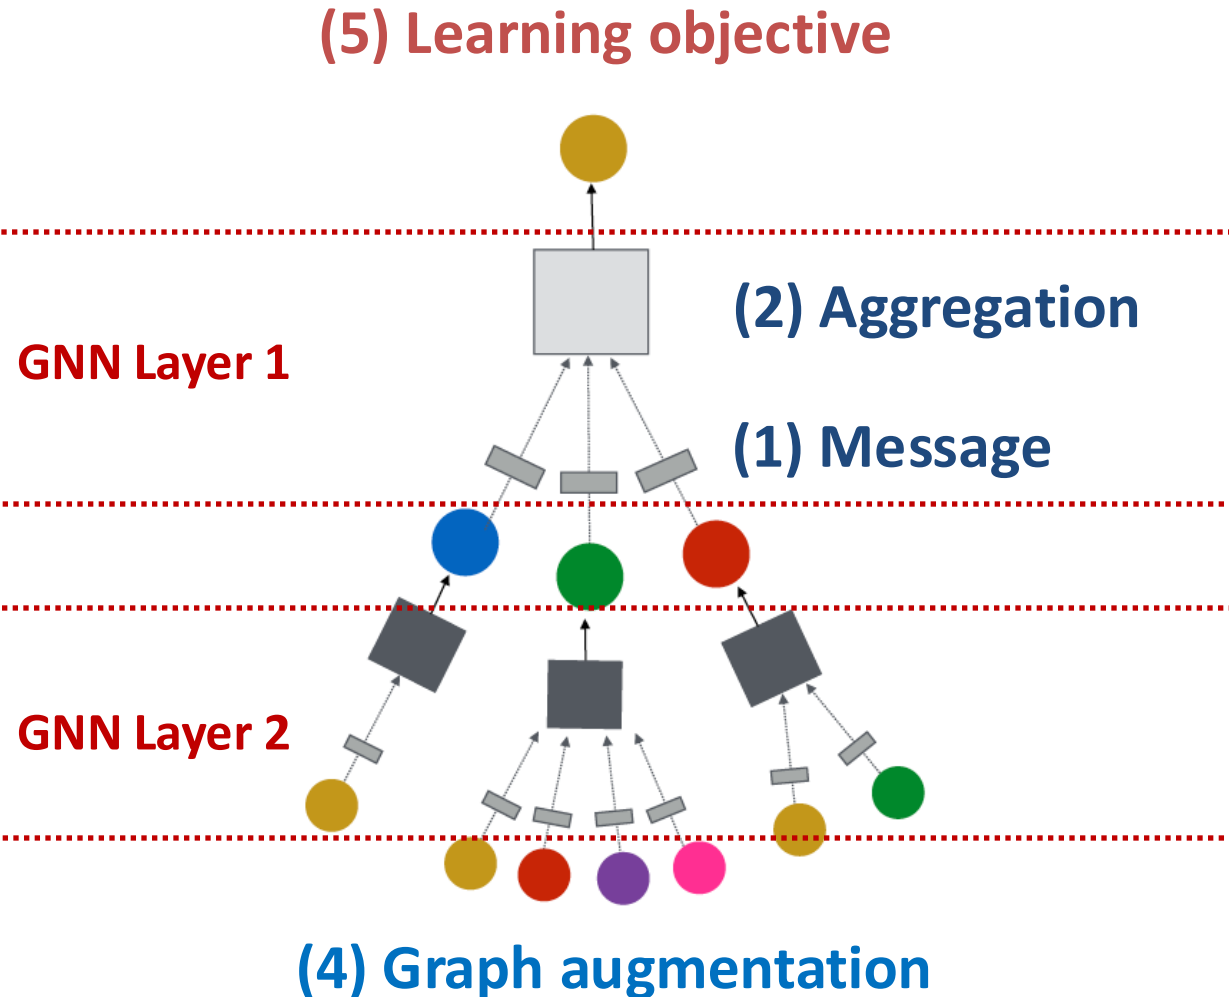 (5) Learning objective
(2) Aggregation
GNN Layer 1
(1) Message
GNN Layer 2
(4) Graph augmentation